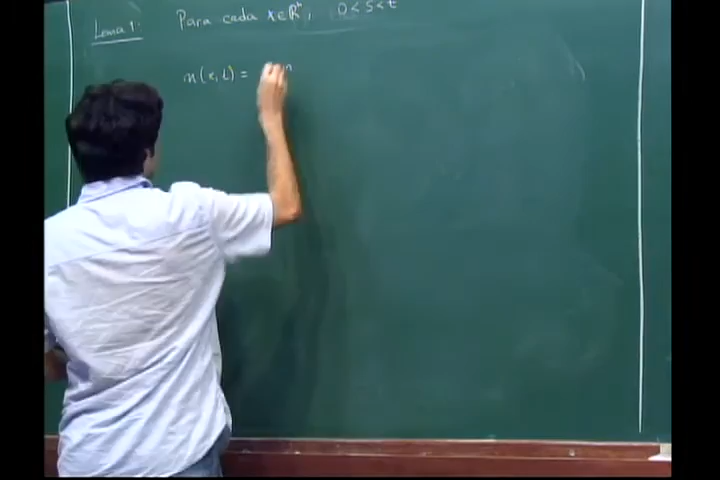 Lema 1: Para cada x ∈ ℝⁿ, 0 < s < t
u(x,t) =